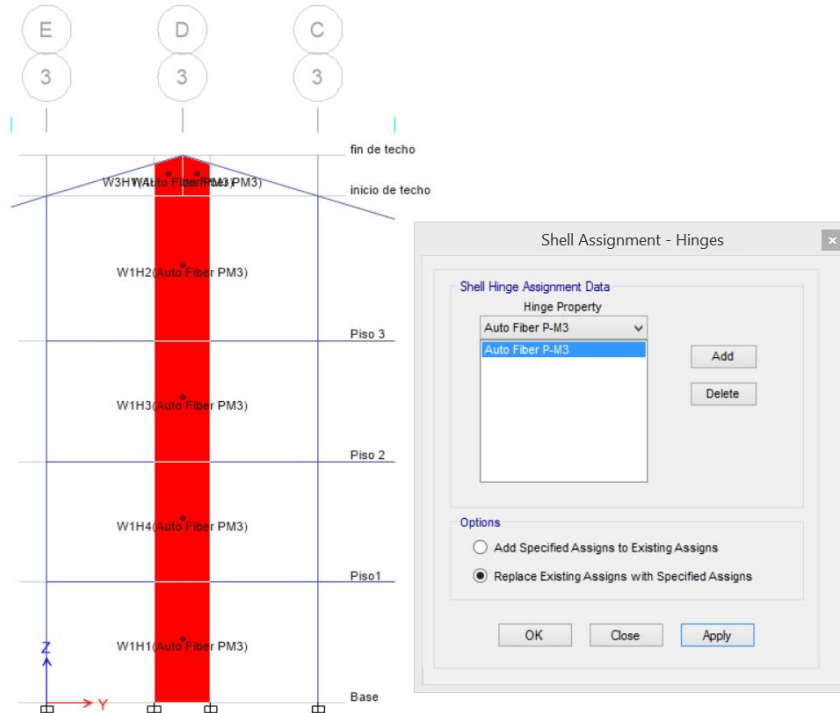 E
D
C
3
3
3
fin de techo
inicio de techo
W1H2(Auto Fiber PM3)
Piso 3
W1H3(Auto Fiber PM3)
Piso 2
W1H4(Auto Fiber PM3)
Piso1
W1H1(Auto Fiber PM3)
Z
Y
Base
Shell Assignment - Hinges
x
Shell Hinge Assignment Data
Hinge Property
Auto Fiber P-M3
Auto Fiber P-M3
Add
Delete
Options
Add Specified Assigns to Existing Assigns
Replace Existing Assigns with Specified Assigns
OK
Close
Apply